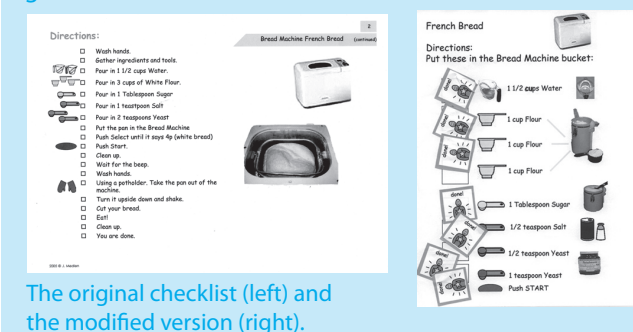 2
Bread Machine French Bread (continued)
Directions:
Wash hands.
Gather ingredients and tools.
Pour in 1 1/2 cups Water.
Pour in 3 cups of White Flour.
Pour in 1 Tablespoon Sugar
Pour in 1 teastpoon Salt
Pour in 2 teaspoons Yeast
Put the pan in the Bread Machine
Push Select until it says 4p (white bread)
Push Start.
Clean up.
Wait for the beep.
Wash hands.
Using a potholder. Take the pan out of the
machine.
Turn it upside down and shake.
Cut your bread.
Eat!
Clean up.
You are done.
French Bread
Directions:
Put these in the Bread Machine bucket:
done!
1 1/2 cups Water
done!
1 cup Flour
done!
1 cup Flour
done!
1 cup Flour
done!
1 Tablespoon Sugar
done!
1/2 teaspoon Salt
done!
1/2 teaspoon Yeast
done!
1 teaspoon Yeast
Push START
The original checklist (left) and
the modified version (right).